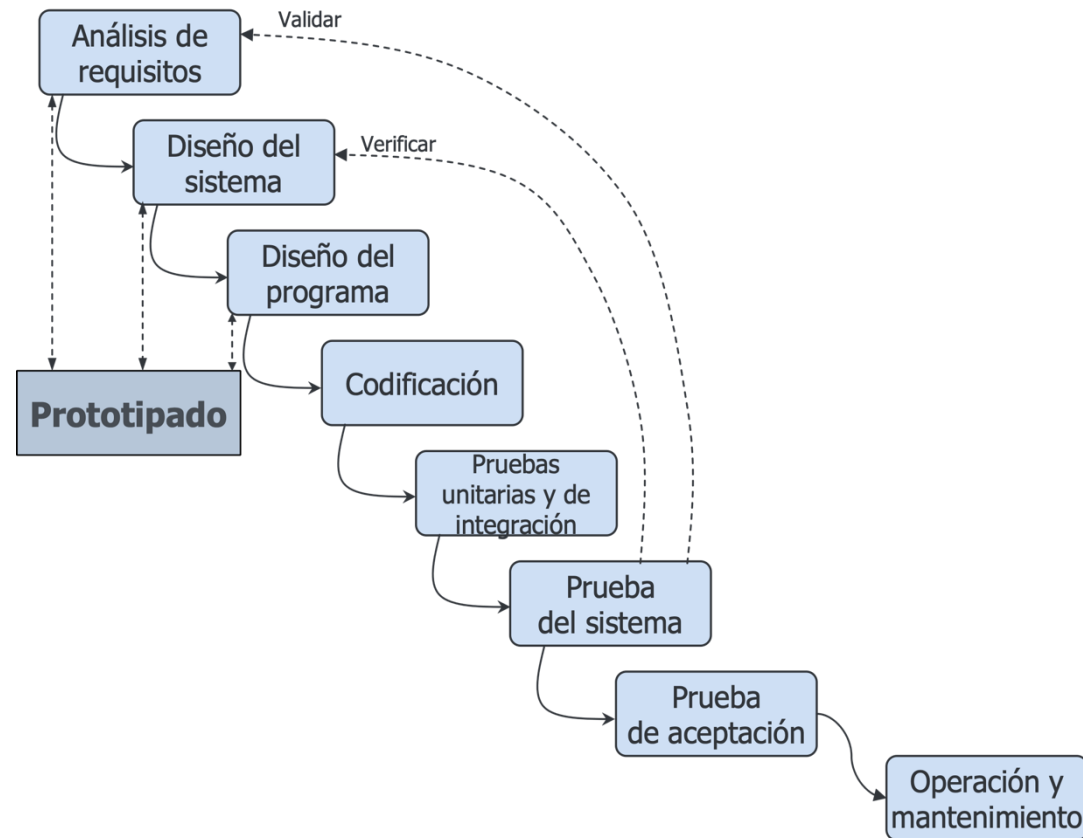 Validar
Análisis de
requisitos
Verificar
Diseño del
sistema
Diseño del
programa
Prototipado
Codificación
Pruebas
unitarias y de
integración
Prueba
del sistema
Prueba
de aceptación
Operación y
mantenimiento